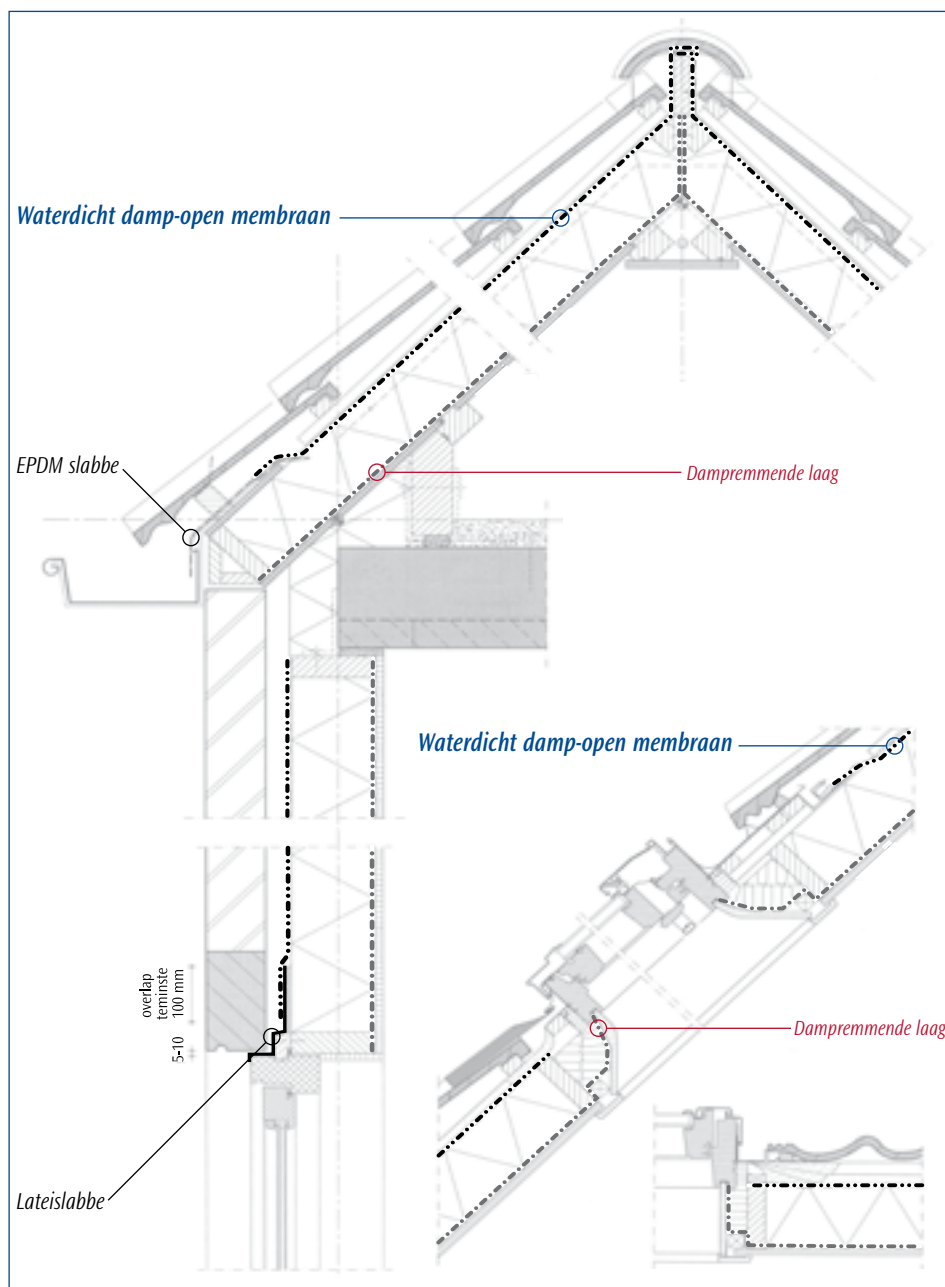 Waterdicht damp-open membraan
EPDM slabbe
Dampremmende laag
Waterdicht damp-open membraan
overlap
teminste
100 mm
5-10
Dampremmende laag
Lateislabbe